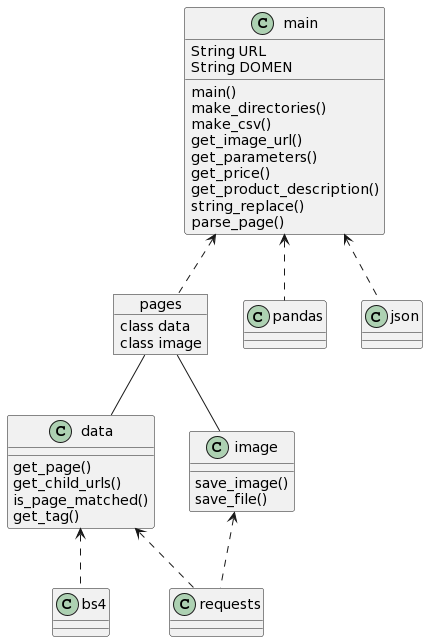 C main
String URL
String DOMEN
main()
make_directories()
make_csv()
get_image_url()
get_parameters()
get_price()
get_product_description()
string_replace()
parse_page()
pages
class data
class image
C pandas
C json
C data
get_page()
get_child_urls()
is_page_matched()
get_tag()
C image
save_image()
save_file()
C bs4
C requests